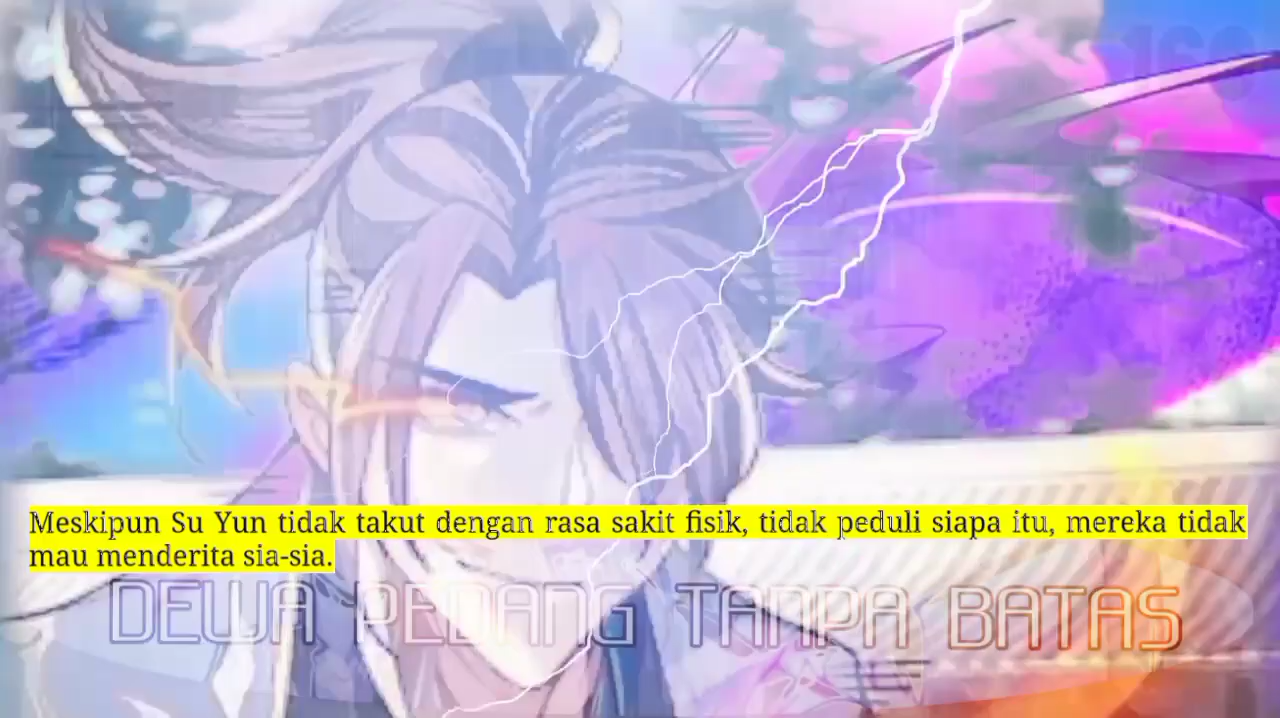 168
Meskipun Su Yun tidak takut dengan rasa sakit fisik, tidak peduli siapa itu, mereka tidak
mau menderita sia-sia.
DEWA PEDANG TANPA BATAS